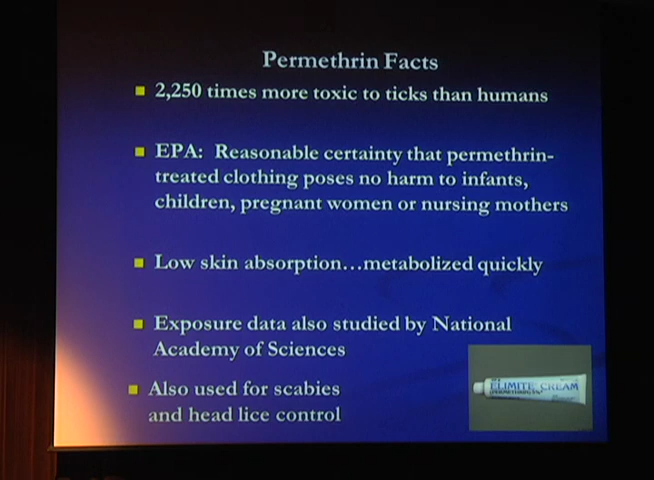 Permethrin Facts
2,250 times more toxic to ticks than humans
EPA: Reasonable certainty that permethrin-
treated clothing poses no harm to infants,
children, pregnant women or nursing mothers
Low skin absorption...metabolized quickly
Exposure data also studied by National
Academy of Sciences
Also used for scabies
and head lice control
ELIMITE CREAM